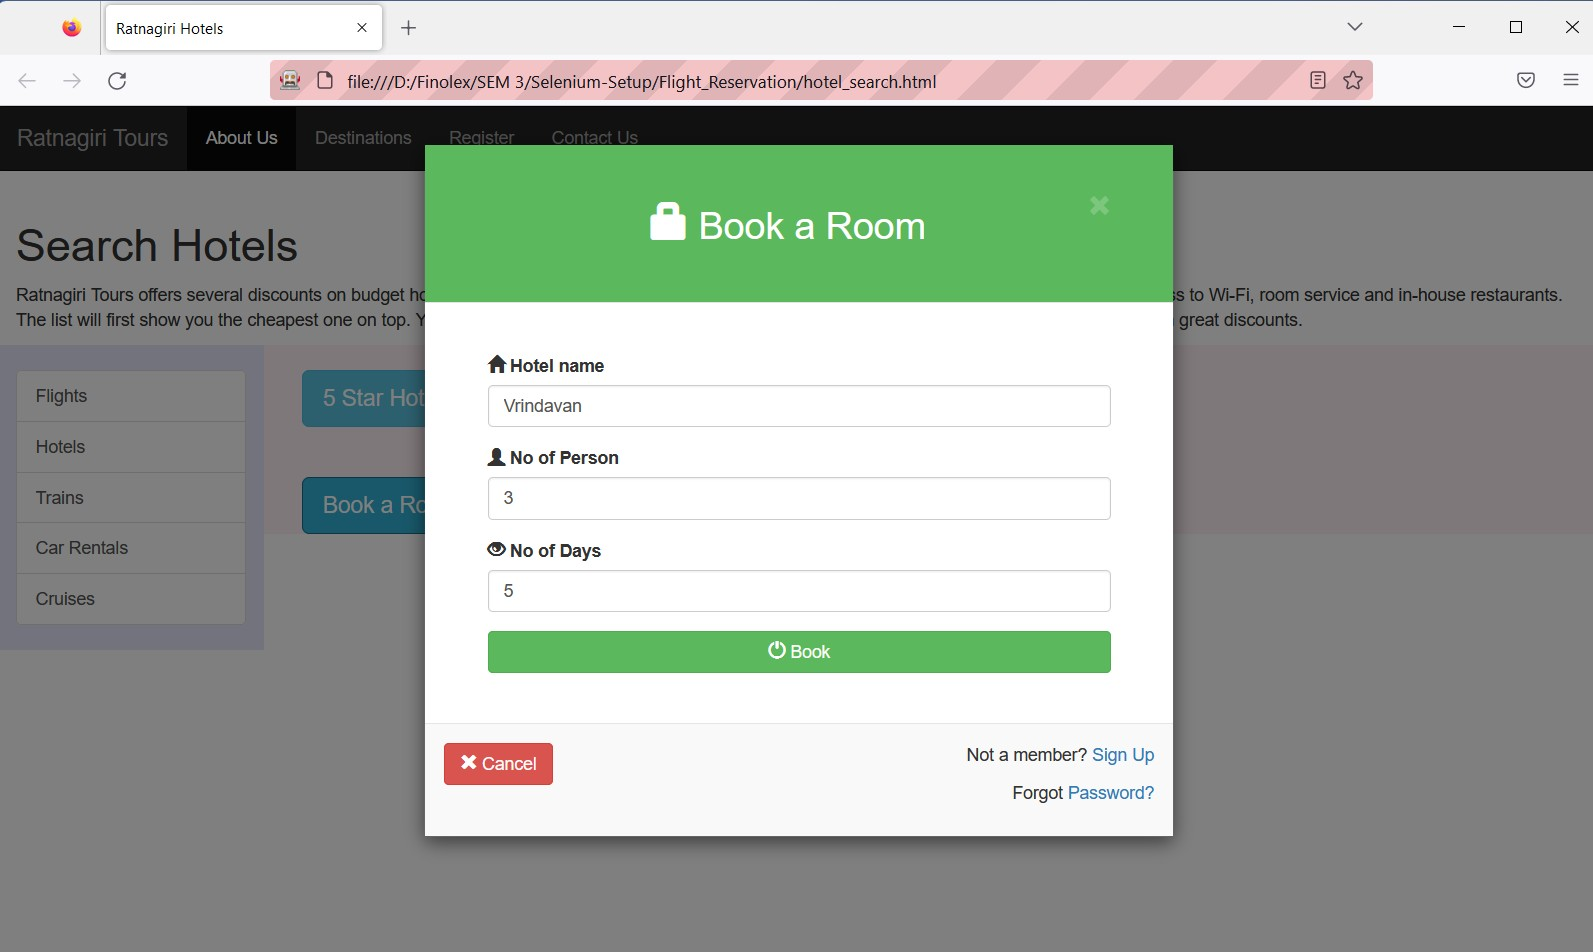 Ratnagiri Hotels
file:///D:/Finolex/SEM 3/Selenium-Setup/Flight_Reservation/hotel_search.html
Ratnagiri Tours About Us Destinations Register Contact Us
Book a Room
Search Hotels
Ratnagiri Tours offers several discounts on budget to Wi-Fi, room service and in-house restaurants.
The list will first show you the cheapest one on top. great discounts.
Flights
Hotels
Trains
Car Rentals
Cruises
5 Star
Book a
Hotel name
Vrindavan
No of Person
3
No of Days
5
Book
Cancel
Not a member? Sign Up
Forgot Password?